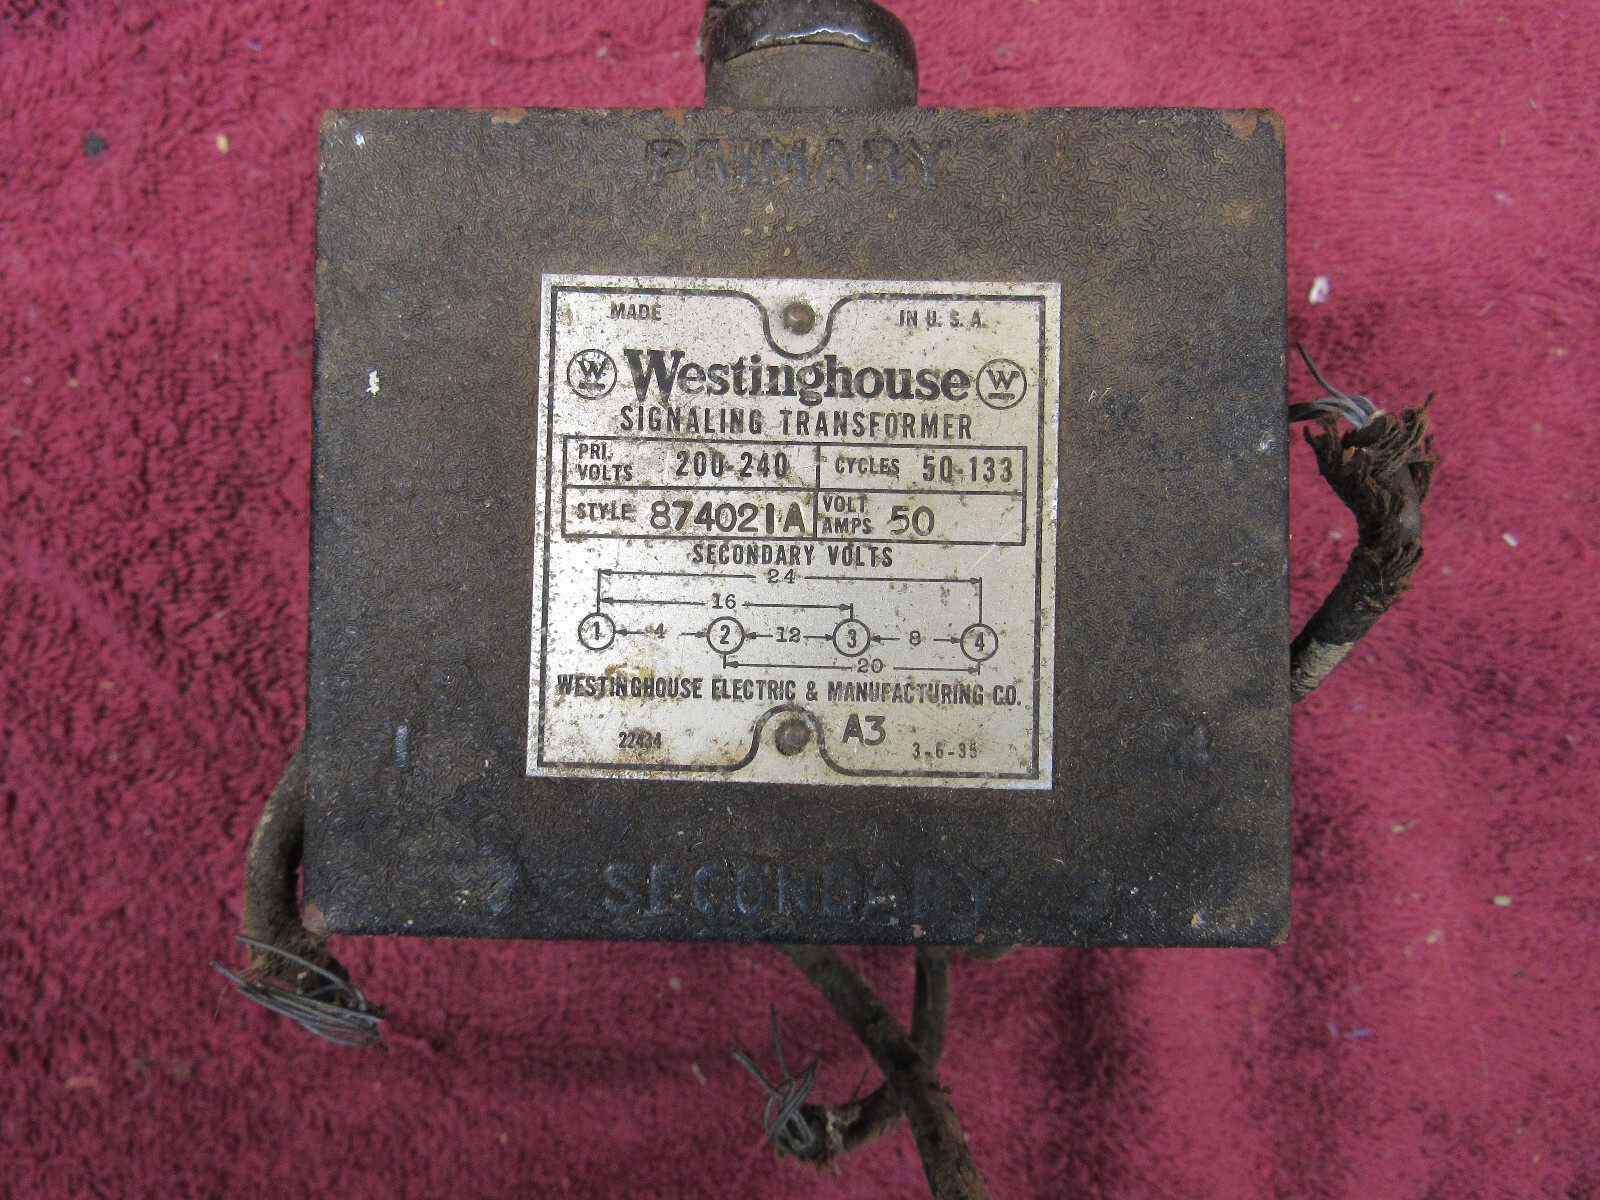 PRIMARY
MADE IN U. S. A.
W Westinghouse W
SIGNALING TRANSFORMER
PRI. VOLTS 200-240 CYCLES 50-133
STYLE 874021A VOLT AMPS 50
SECONDARY VOLTS
24
16
1 4 2 12 3 8 4
20
WESTINGHOUSE ELECTRIC & MANUFACTURING CO.
A3
22434 3-6-35
SECONDARY 3